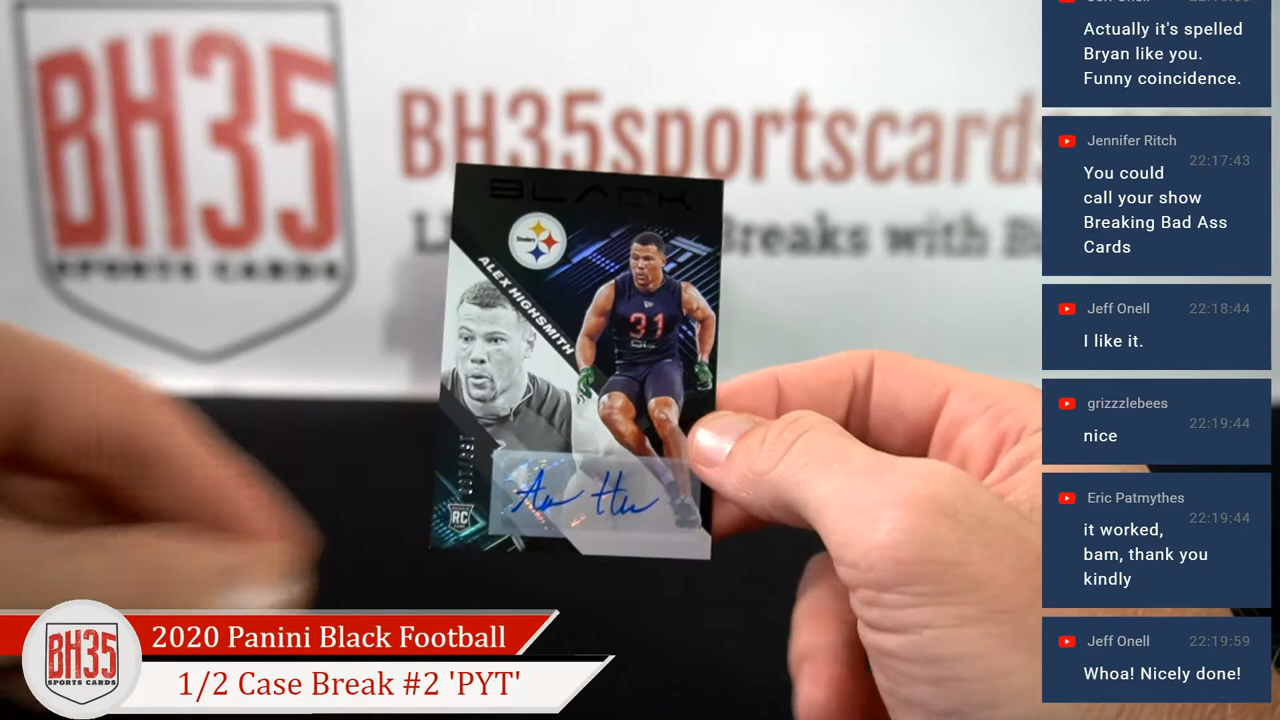 BH35
SPORTS CARDS
BH35sportscards
Breaks with
BLACK
Steelers
ALEX HIGHSMITH
31
RC
2020 Panini Black Football
1/2 Case Break #2 'PYT'
BH35
SPORTS CARDS
Actually it's spelled
Bryan like you.
Funny coincidence.
Jennifer Ritch
22:17:43
You could
call your show
Breaking Bad Ass
Cards
Jeff Onell
22:18:44
I like it.
grizzzlebees
22:19:44
nice
Eric Patmythes
22:19:44
it worked,
bam, thank you
kindly
Jeff Onell
22:19:59
Whoa! Nicely done!